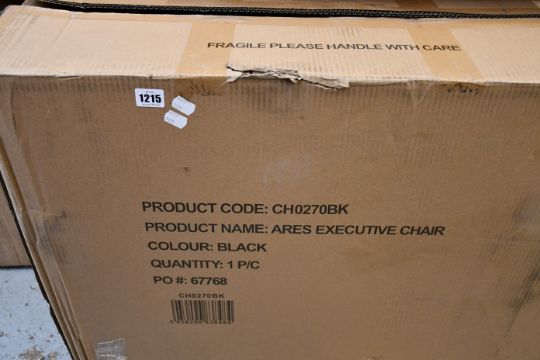 FRAGILE PLEASE HANDLE WITH CARE
1215
PRODUCT CODE: CH0270BK
PRODUCT NAME: ARES EXECUTIVE CHAIR
COLOUR: BLACK
QUANTITY: 1 P/C
PO #: 67768
CH0270BK